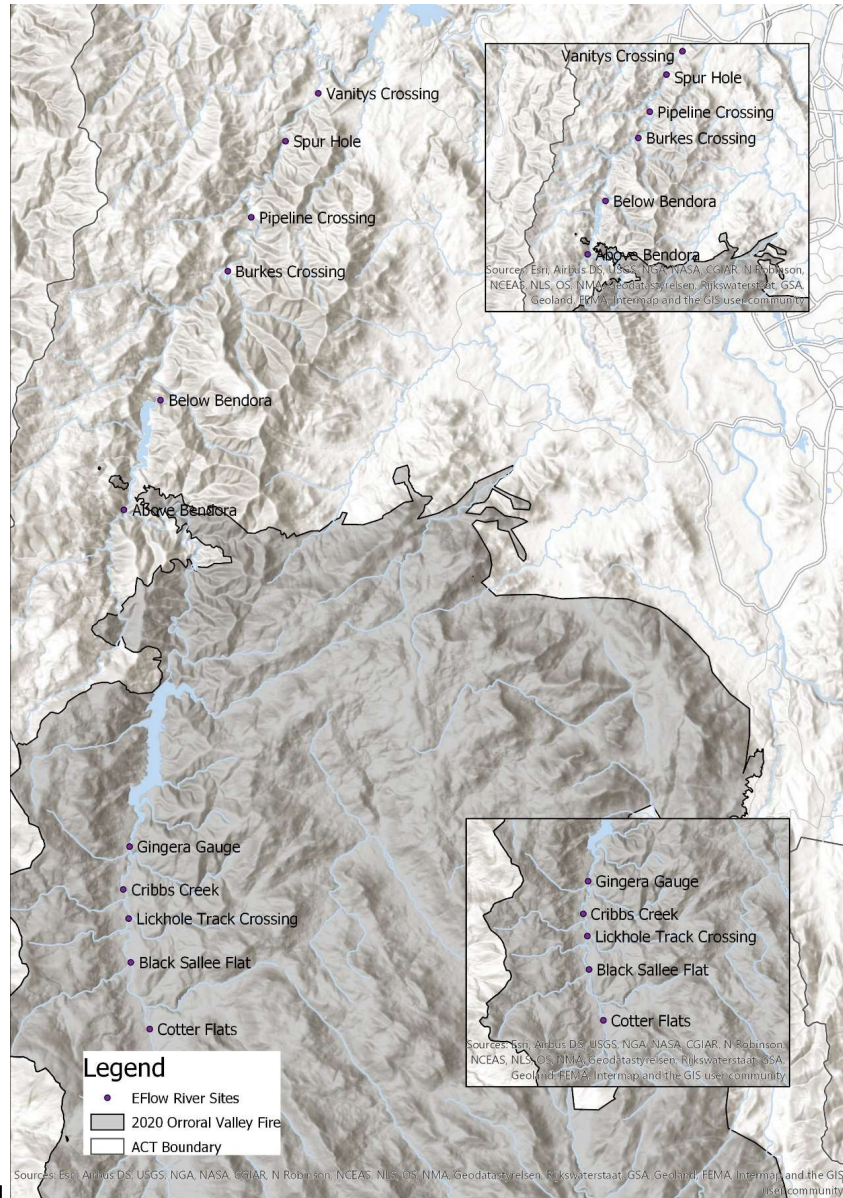 Vanitys Crossing
Spur Hole
Pipeline Crossing
Burkes Crossing
Below Bendora
Above Bendora
Gingera Gauge
Cribbs Creek
Lickhole Track Crossing
Black Sallee Flat
Cotter Flats
Vanitys Crossing
Spur Hole
Pipeline Crossing
Burkes Crossing
Below Bendora
Above Bendora
Sources: Esri, Airbus DS, USGS, NGA, NASA, CGIAR, N Robinson,
NCEAS, NLS, OS, NMA, Geodatastyrelsen, Rijkswaterstaat, GSA,
Geoland, FEMA, Intermap and the GIS user community
Gingera Gauge
Cribbs Creek
Lickhole Track Crossing
Black Sallee Flat
Cotter Flats
Sources: Esri, Airbus DS, USGS, NGA, NASA, CGIAR, N Robinson,
NCEAS, NLS, OS, NMA, Geodatastyrelsen, Rijkswaterstaat, GSA,
Geoland, FEMA, Intermap and the GIS user community
Legend
EFlow River Sites
2020 Orroral Valley Fire
ACT Boundary
Sources: Esri, Airbus DS, USGS, NGA, NASA, CGIAR, N Robinson, NCEAS, NLS, OS, NMA, Geodatastyrelsen, Rijkswaterstaat, GSA, Geoland, FEMA, Intermap and the GIS
user community